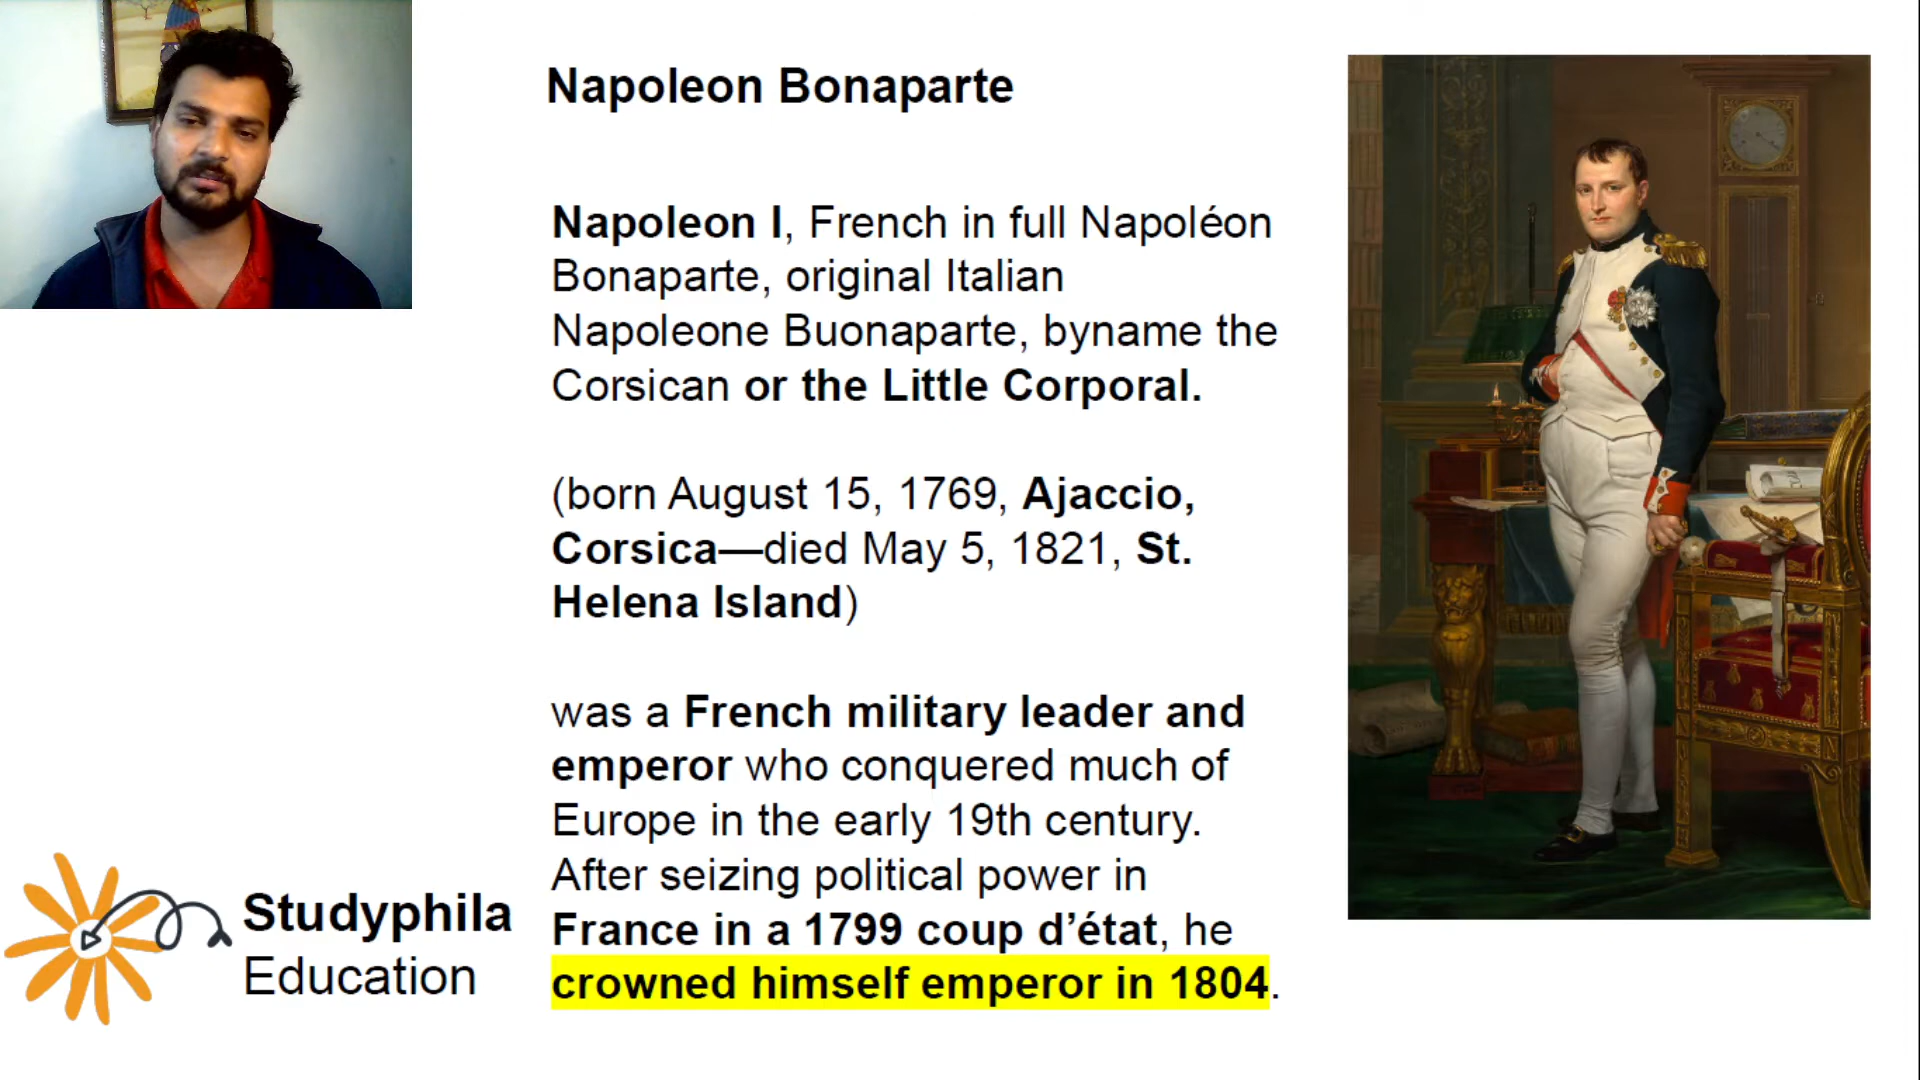 Napoleon Bonaparte
Napoleon I, French in full Napoléon
Bonaparte, original Italian
Napoleone Buonaparte, byname the
Corsican or the Little Corporal.
(born August 15, 1769, Ajaccio,
Corsica—died May 5, 1821, St.
Helena Island)
was a French military leader and
emperor who conquered much of
Europe in the early 19th century.
After seizing political power in
France in a 1799 coup d’état, he
crowned himself emperor in 1804.
Studyphila
Education